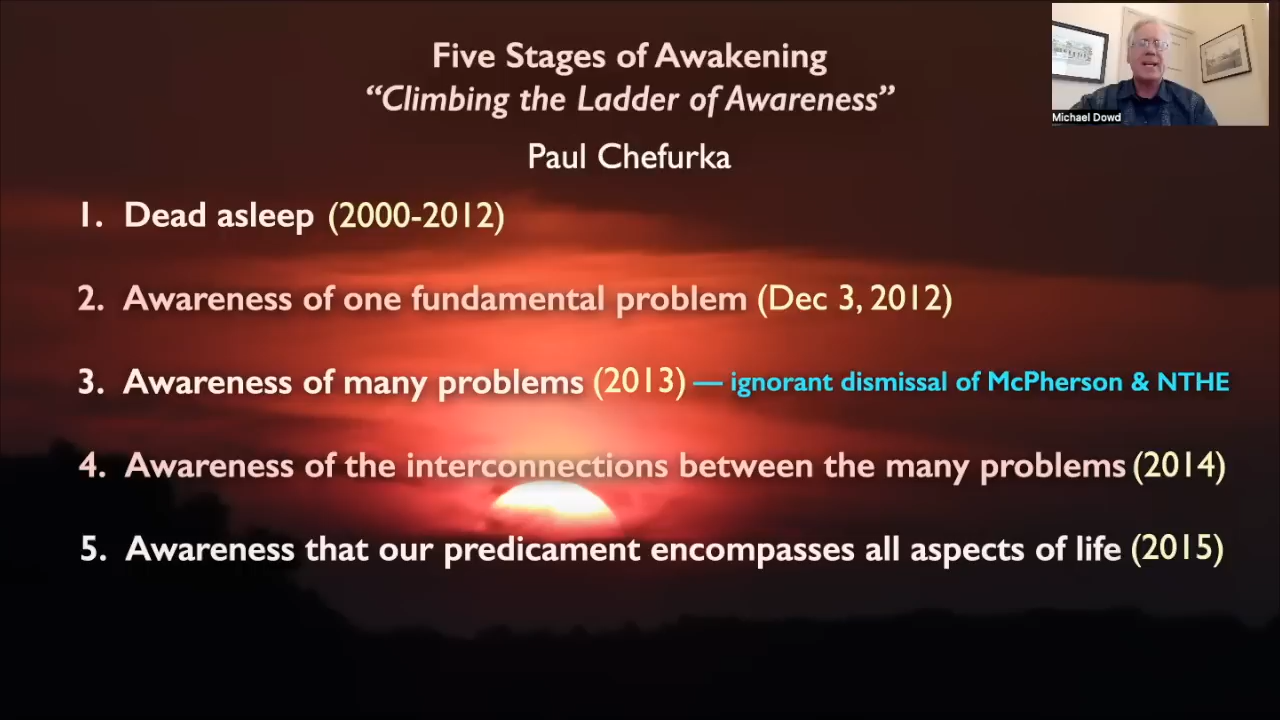 Five Stages of Awakening
“Climbing the Ladder of Awareness”
Paul Chefurka
Michael Dowd
1. Dead asleep (2000-2012)
2. Awareness of one fundamental problem (Dec 3, 2012)
3. Awareness of many problems (2013) — ignorant dismissal of McPherson & NTHE
4. Awareness of the interconnections between the many problems (2014)
5. Awareness that our predicament encompasses all aspects of life (2015)